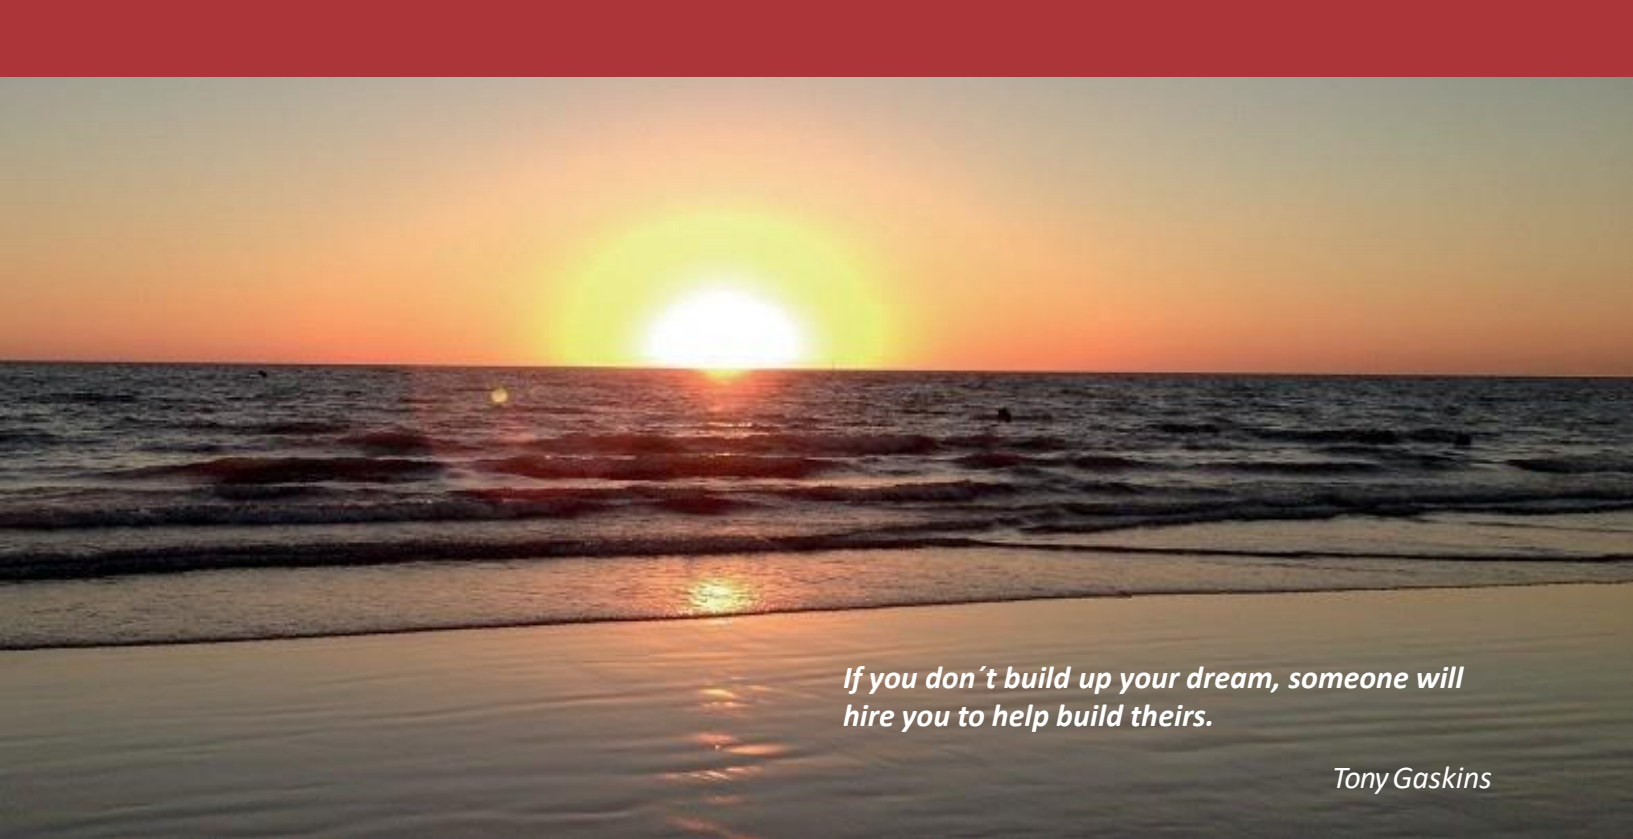 If you don´t build up your dream, someone will
hire you to help build theirs.
Tony Gaskins